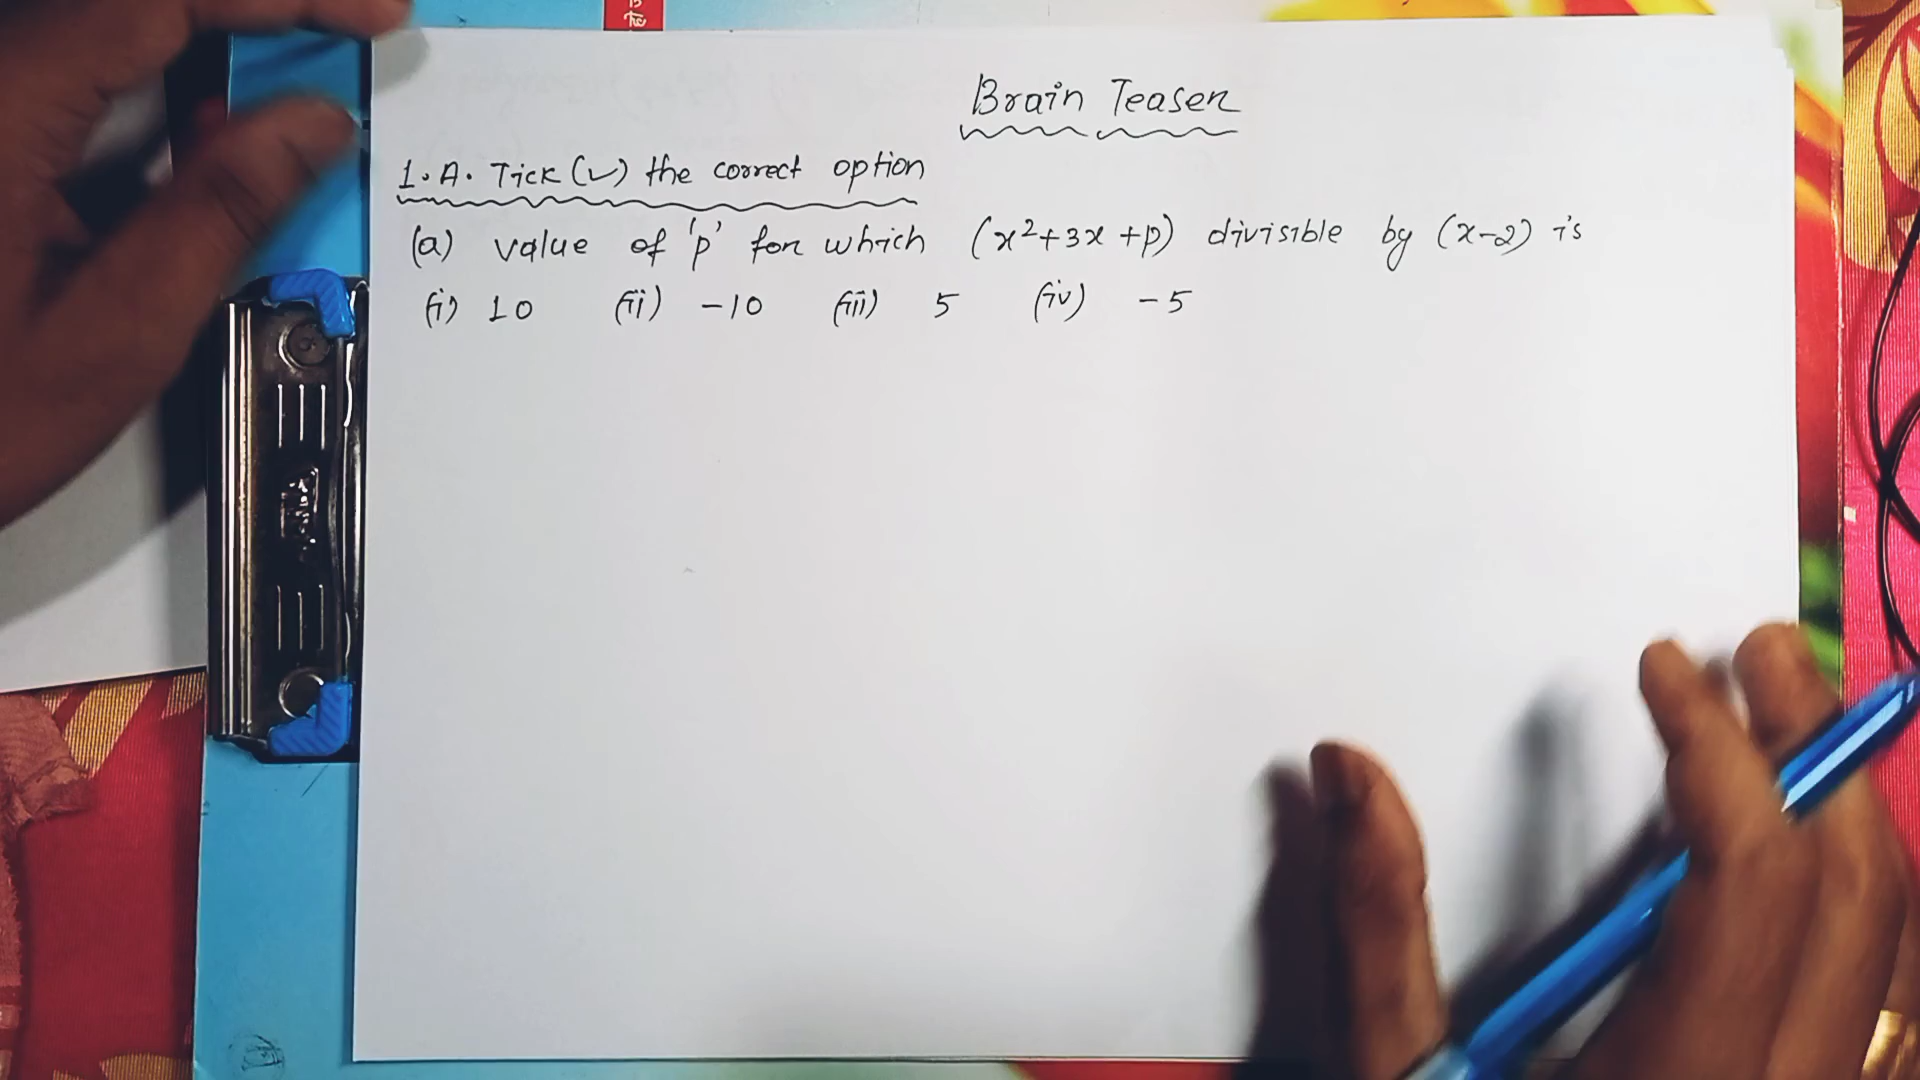 Brain Teaser
1. A. Tick (✓) the correct option
(a) value of 'p' for which (x²+3x+p) divisible by (x-2) is
(i) 10 (ii) -10 (iii) 5 (iv) -5